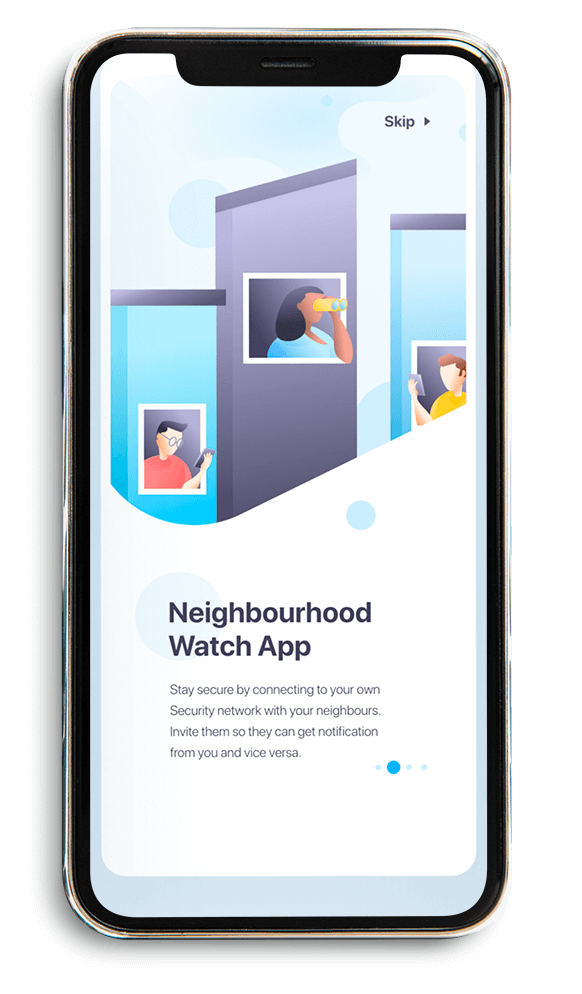 Skip
Neighbourhood
Watch App
Stay secure by connecting to your own
Security network with your neighbours.
Invite them so they can get notification
from you and vice versa.